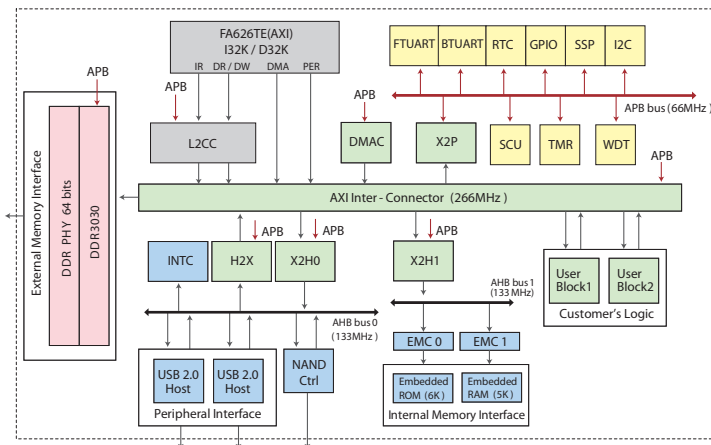 FA626TE(AXI)
I32K / D32K
IR DR / DW DMA PER
FTUART BTUART RTC GPIO SSP I2C
APB bus (66MHz)
APB
APB
APB
L2CC
DMAC
X2P
SCU
TMR
WDT
APB
External Memory Interface
DDR PHY 64 bits
DDR3030
AXI Inter - Connector (266MHz)
APB
APB
APB
INTC
H2X
X2H0
X2H1
User
Block1
User
Block2
Customer's Logic
AHB bus 0
(133MHz)
AHB bus 1
(133 MHz)
EMC 0
EMC 1
USB 2.0
Host
USB 2.0
Host
NAND
Ctrl
Peripheral Interface
Embedded
ROM (6K)
Embedded
RAM (5K)
Internal Memory Interface